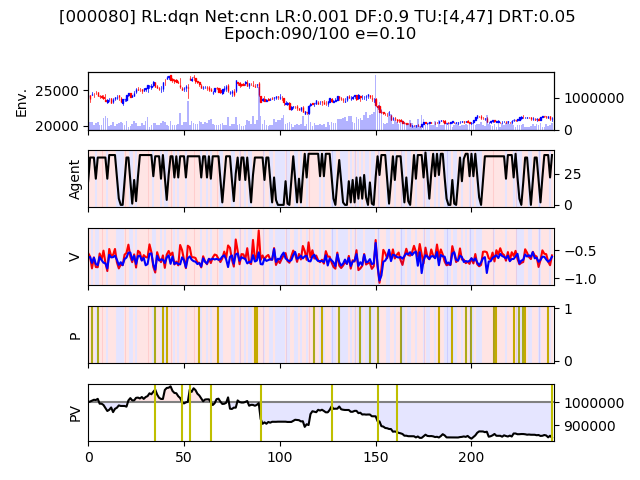 [000080] RL:dqn Net:cnn LR:0.001 DF:0.9 TU:[4,47] DRT:0.05
Epoch:090/100 e=0.10
Env.
25000
20000
1000000
0
Agent
25
0
V
−0.5
−1.0
P
1
0
PV
1000000
900000
0 50 100 150 200